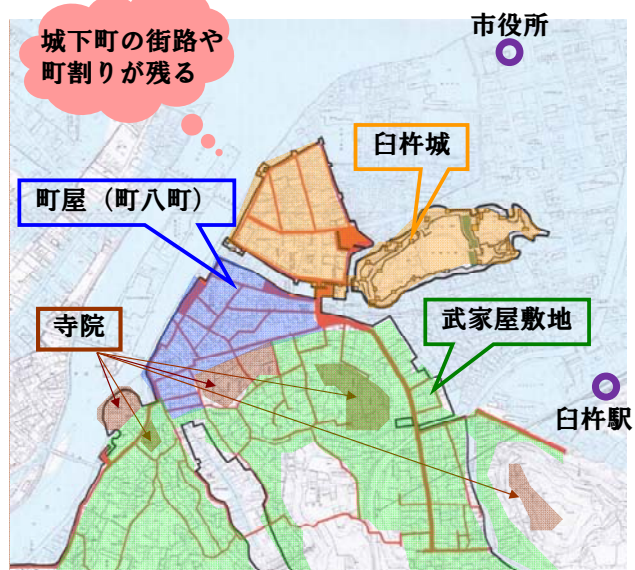 城下町の街路や
町割りが残る
市役所
臼杵城
町屋（町八町）
寺院
武家屋敷地
臼杵駅